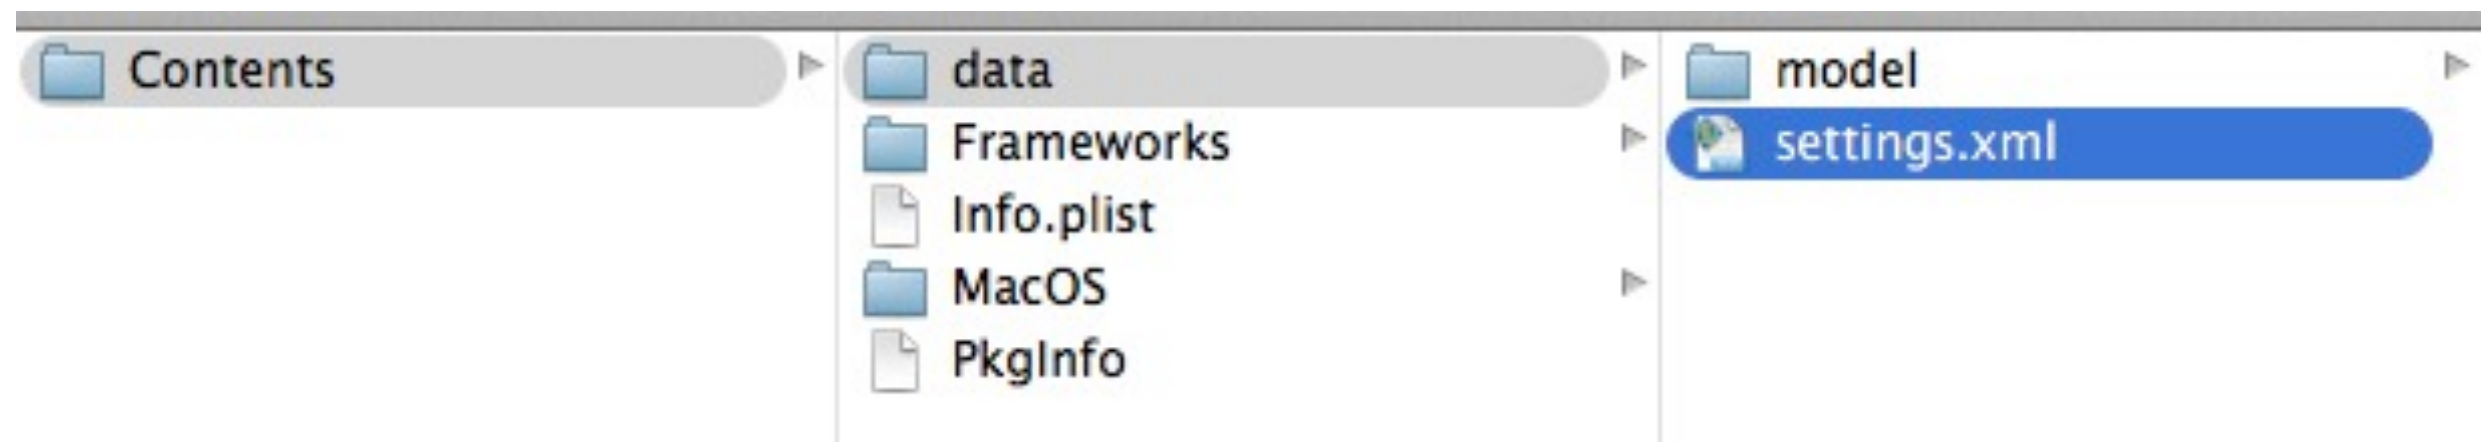 Contents
data
Frameworks
Info.plist
MacOS
PkgInfo
model
settings.xml